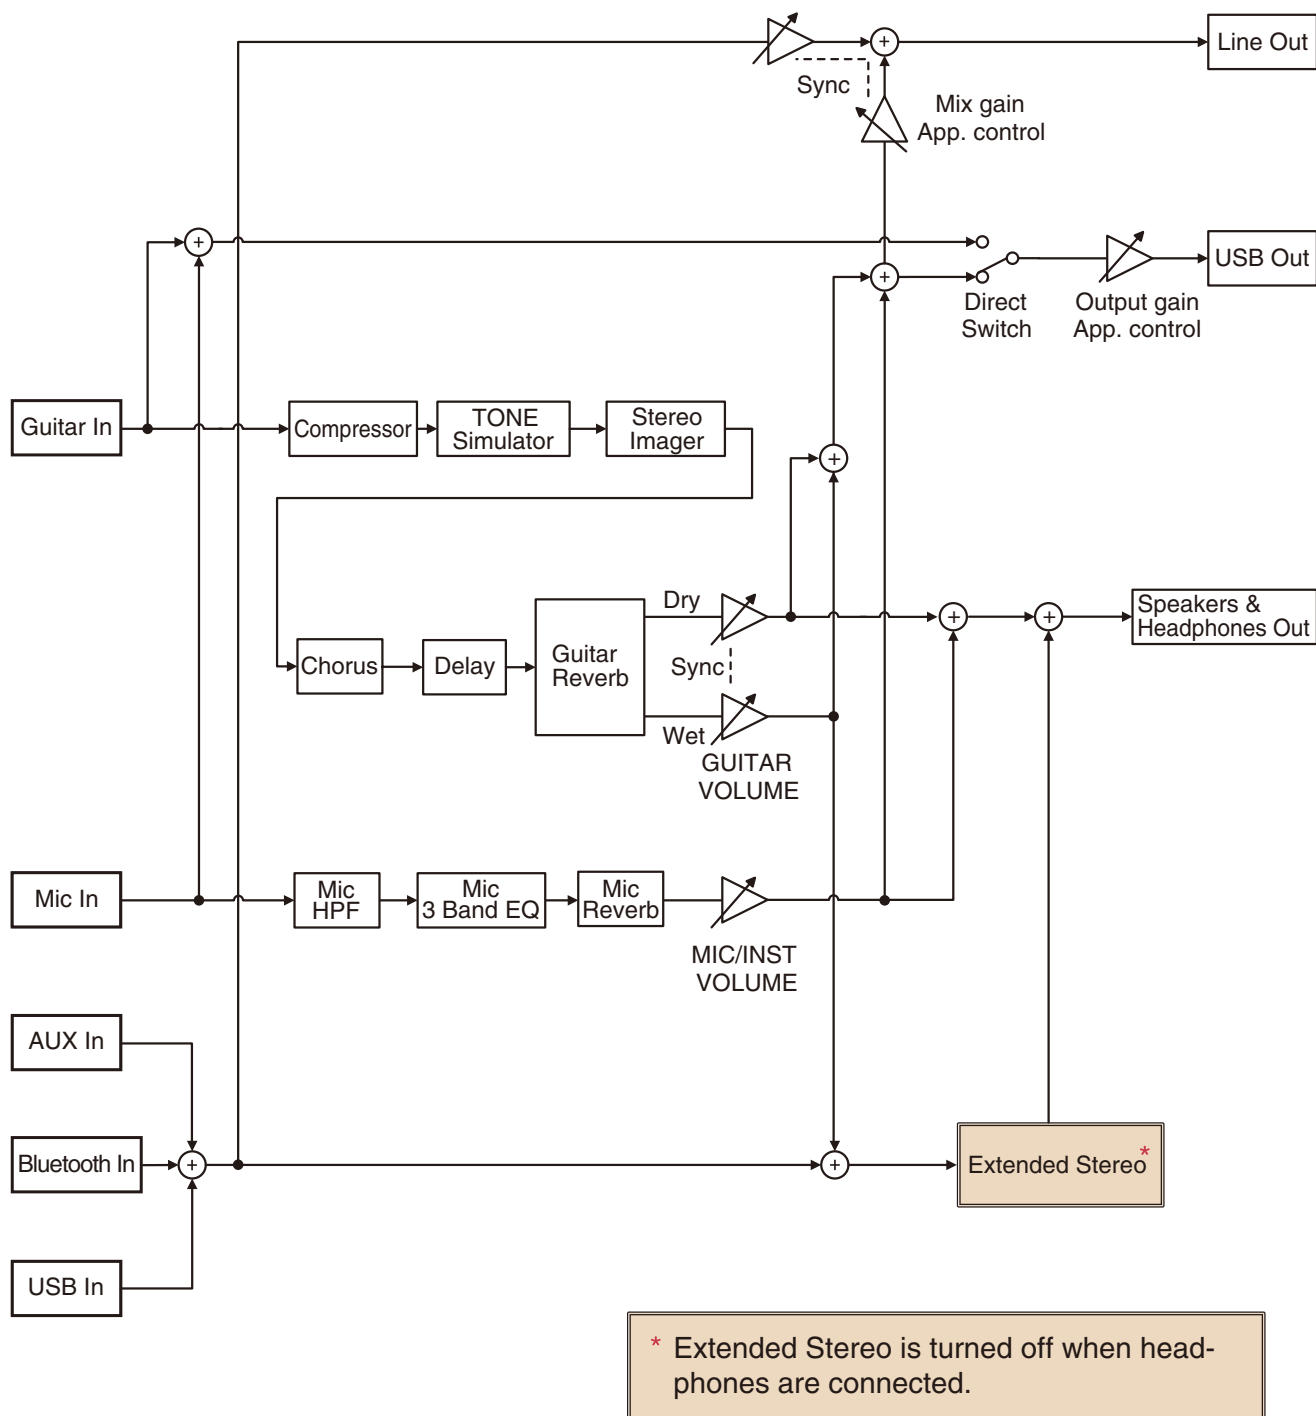 Line Out
Sync
Mix gain
App. control
+
+
USB Out
+
Direct
Switch
Output gain
App. control
+
Guitar In
Compressor
TONE
Simulator
Stereo
Imager
+
Dry
Speakers &
Headphones Out
+
+
Chorus
Delay
Guitar
Reverb
Sync
Wet
GUITAR
VOLUME
Mic In
Mic
HPF
Mic
3 Band EQ
Mic
Reverb
MIC/INST
VOLUME
AUX In
Bluetooth In
+
+
Extended Stereo*
USB In
* Extended Stereo is turned off when head-
phones are connected.